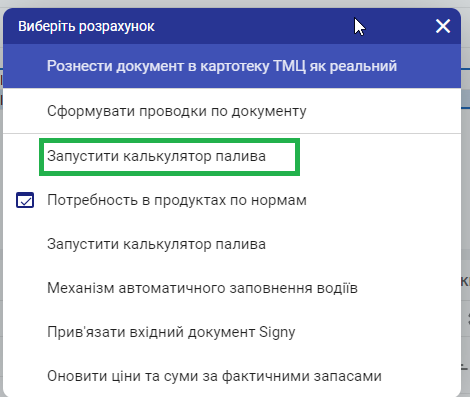 Виберіть розрахунок
Рознести документ в картотеку ТМЦ як реальний
Сформувати проводки по документу
Запустити калькулятор палива
Потребность в продуктах по нормам
Запустити калькулятор палива
Механізм автоматичного заповнення водіїв
Прив'язати вхідний документ Signy
Оновити ціни та суми за фактичними запасами